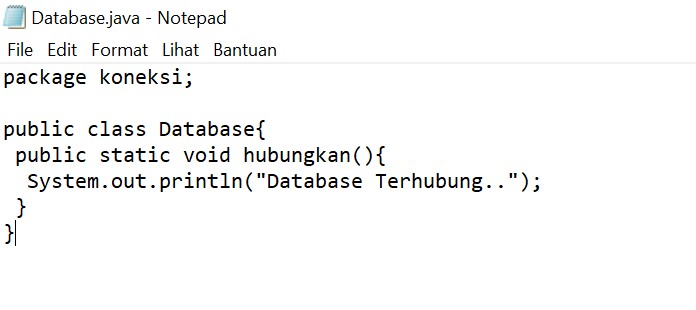 Database.java - Notepad
File Edit Format Lihat Bantuan
package koneksi;
public class Database{
public static void hubungkan(){
System.out.println("Database Terhubung..");
}
}